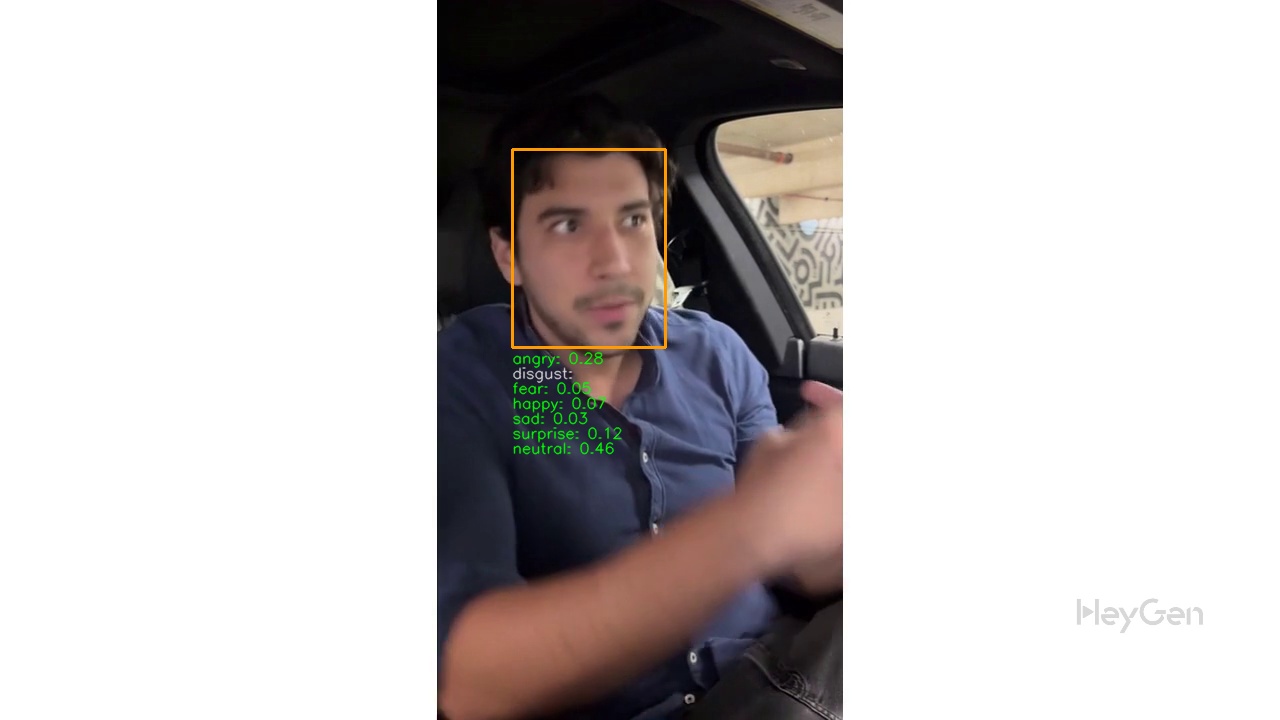 angry: 0.28
disgust:
fear: 0.05
happy: 0.07
sad: 0.03
surprise: 0.12
neutral: 0.46
HeyGen